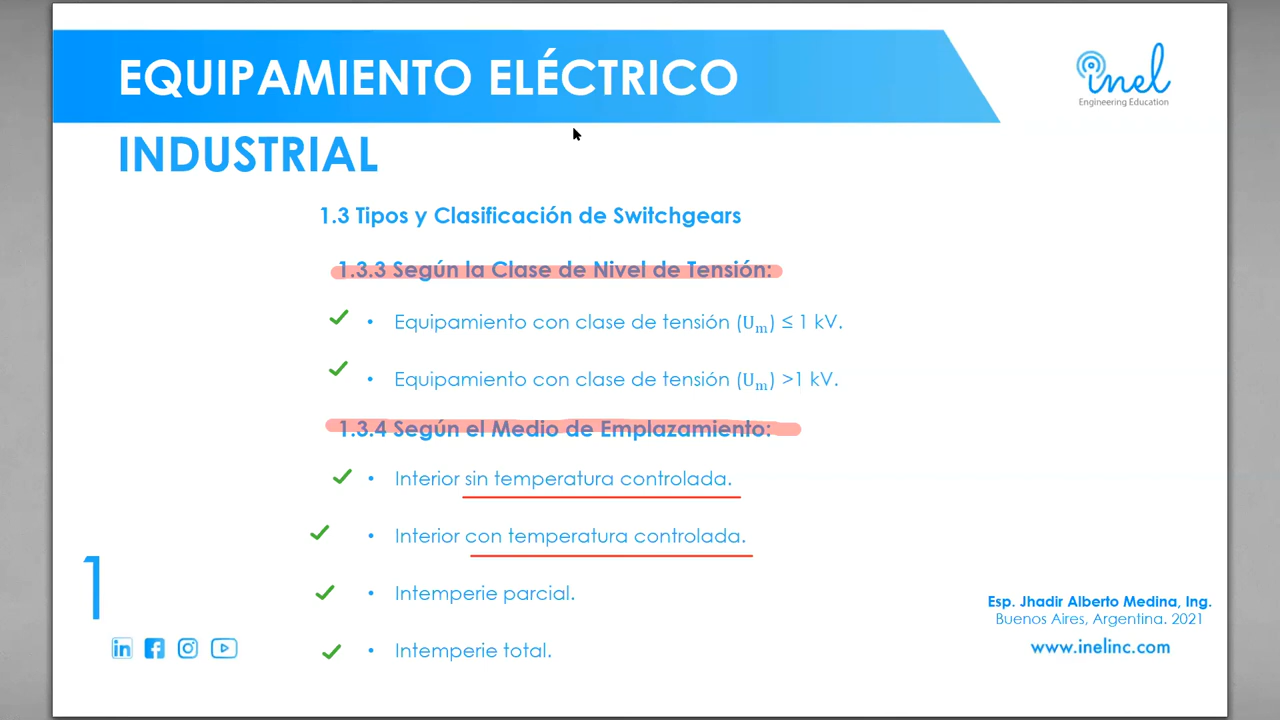 EQUIPAMIENTO ELÉCTRICO
inel
Engineering Education
INDUSTRIAL
1.3 Tipos y Clasificación de Switchgears
1.3.3 Según la Clase de Nivel de Tensión:
• Equipamiento con clase de tensión (Um) ≤ 1 kV.
• Equipamiento con clase de tensión (Um) >1 kV.
1.3.4 Según el Medio de Emplazamiento:
• Interior sin temperatura controlada.
• Interior con temperatura controlada.
• Intemperie parcial.
• Intemperie total.
1
in
Esp. Jhadir Alberto Medina, Ing.
Buenos Aires, Argentina. 2021
www.inelinc.com